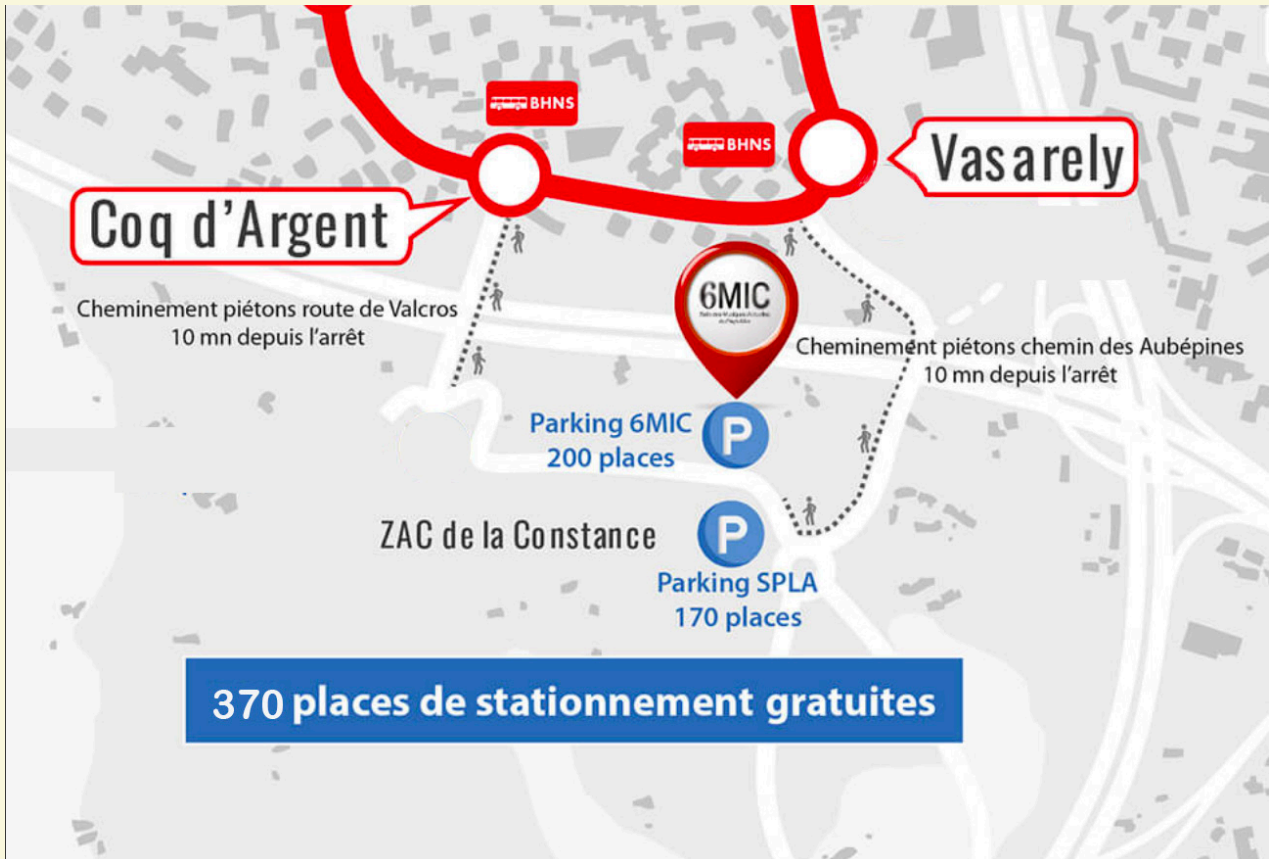 BHNS
BHNS
Vasarely
Coq d'Argent
Cheminement piétons route de Valcros
10 mn depuis l'arrêt
6MIC
Cheminement piétons chemin des Aubépines
10 mn depuis l'arrêt
Parking 6MIC
200 places
P
ZAC de la Constance
P
Parking SPLA
170 places
370 places de stationnement gratuites